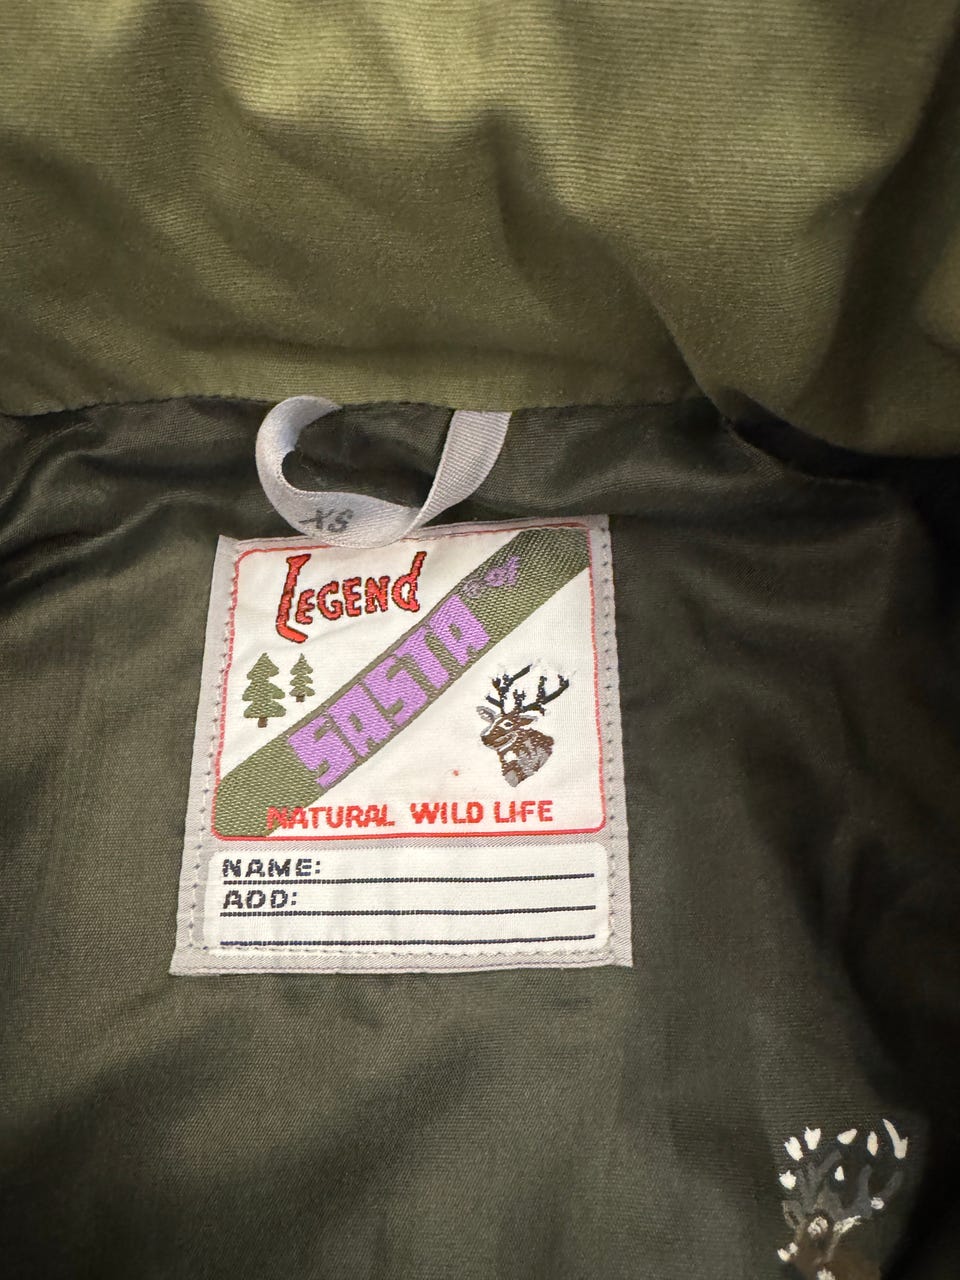 XS
LEGEND
SASTA
NATURAL WILD LIFE
NAME:
ADD: